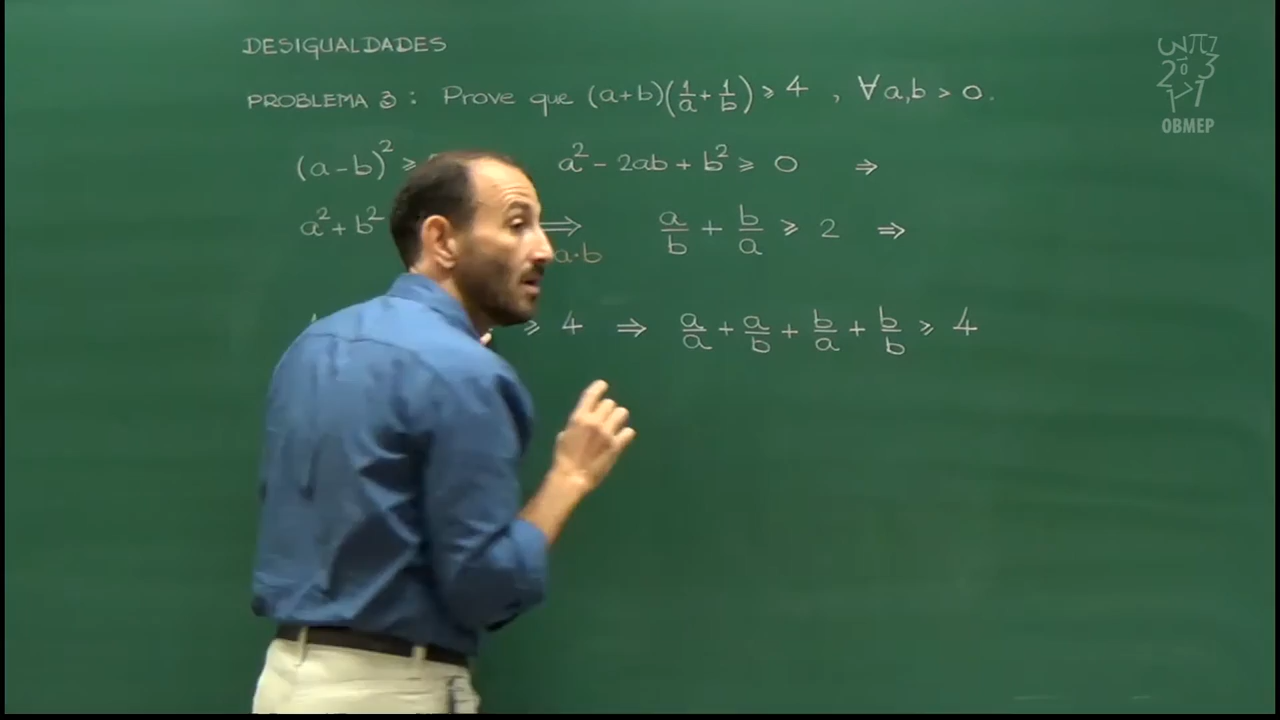 DESIGUALDADES
PROBLEMA 3 : Prove que (a+b)(1/a + 1/b) ⩾ 4 , ∀ a,b > 0.
(a-b)² ⩾ a² - 2ab + b² ⩾ 0 ⇒
a² + b² ⟹ a·b a/b + b/a ⩾ 2 ⇒
⩾ 4 ⇒ a/a + a/b + b/a + b/b ⩾ 4
OBMEP